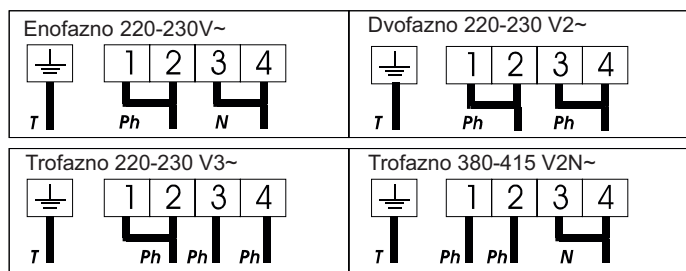 Enofazno 220-230V~
1 2 3 4
T Ph N
Dvofazno 220-230 V2~
1 2 3 4
T Ph Ph
Trofazno 220-230 V3~
1 2 3 4
T Ph Ph Ph
Trofazno 380-415 V2N~
1 2 3 4
T Ph Ph N